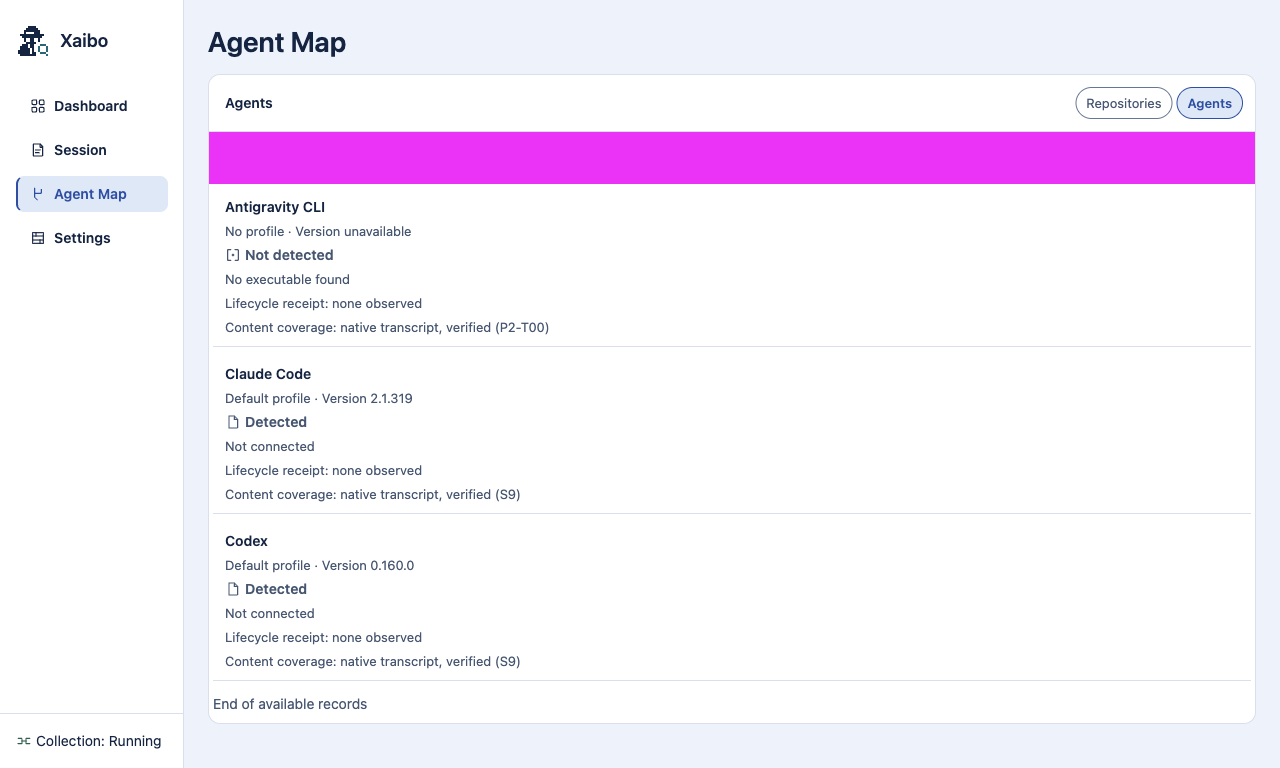 Xaibo
Dashboard
Session
Agent Map
Settings
Collection: Running
Agent Map
Agents
Repositories
Agents
Antigravity CLI
No profile · Version unavailable
Not detected
No executable found
Lifecycle receipt: none observed
Content coverage: native transcript, verified (P2-T00)
Claude Code
Default profile · Version 2.1.319
Detected
Not connected
Lifecycle receipt: none observed
Content coverage: native transcript, verified (S9)
Codex
Default profile · Version 0.160.0
Detected
Not connected
Lifecycle receipt: none observed
Content coverage: native transcript, verified (S9)
End of available records